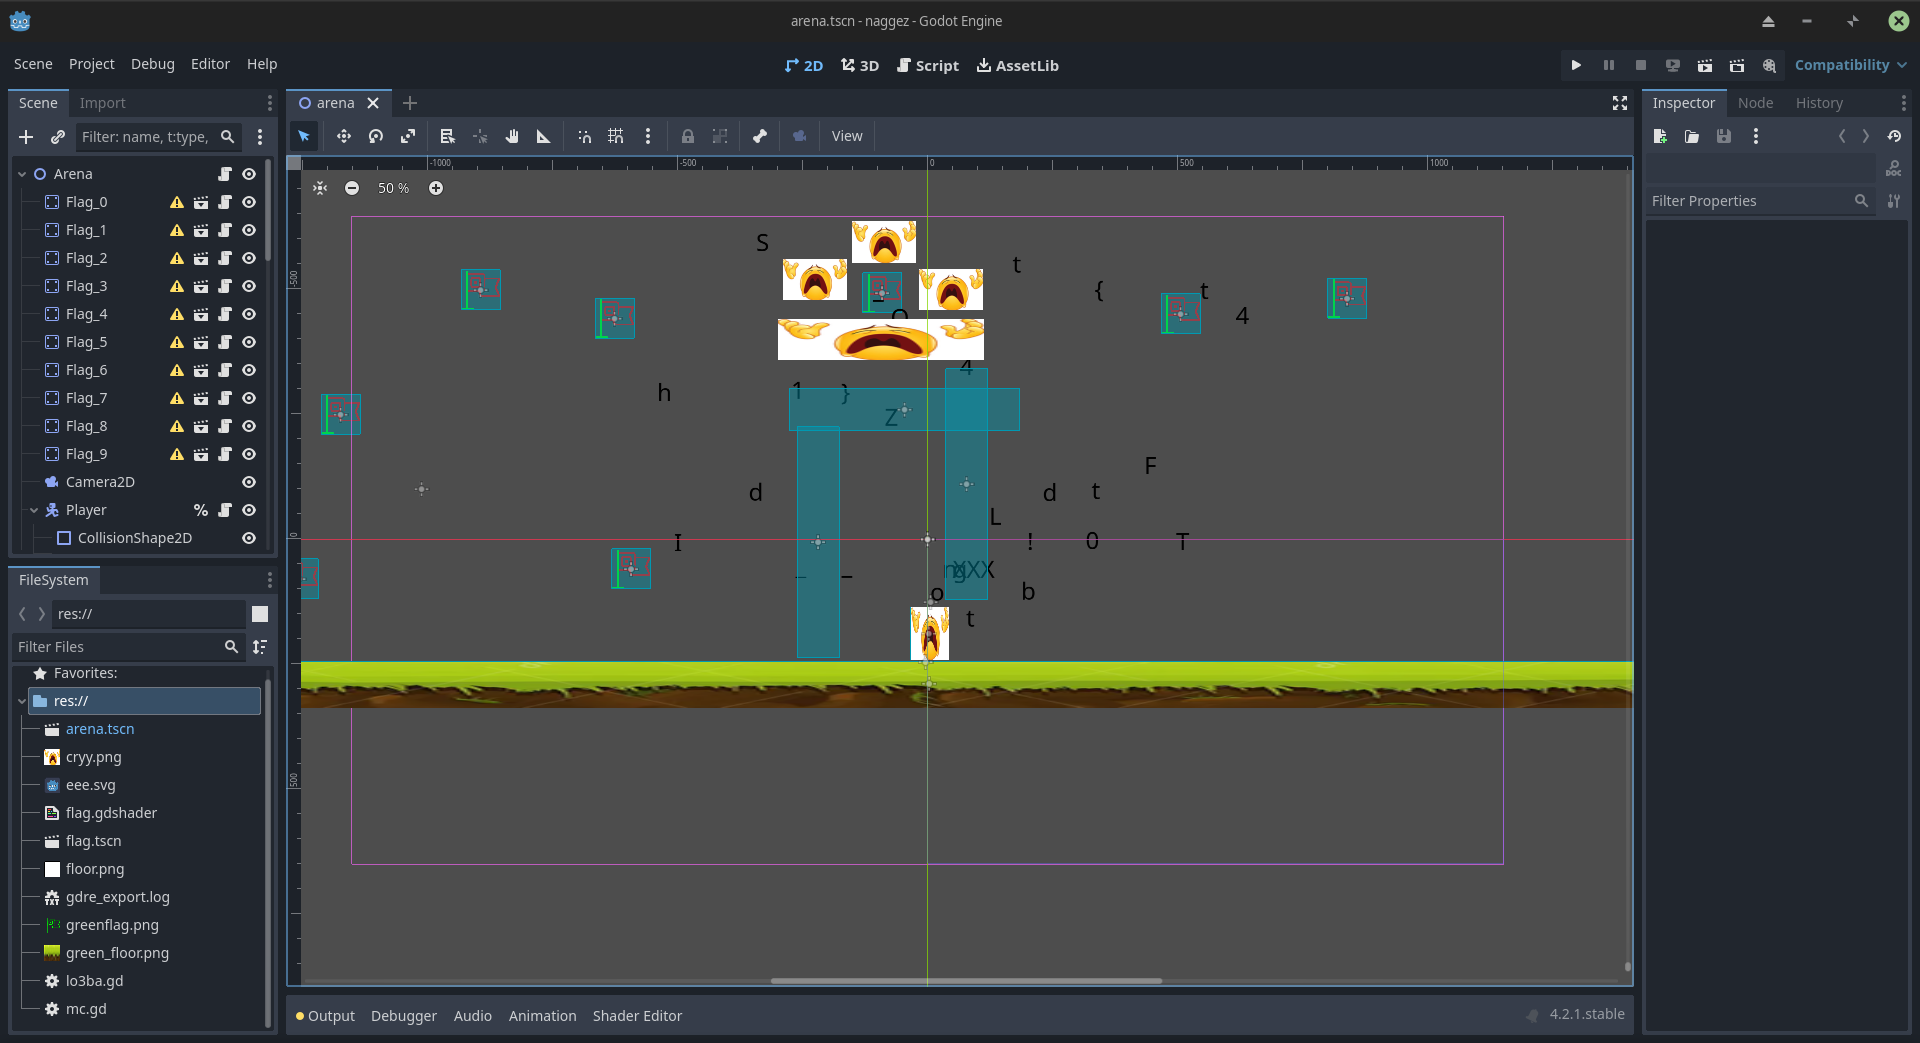 arena.tscn - naggez - Godot Engine
Scene Project Debug Editor Help
2D 3D Script AssetLib
Compatibility
Scene Import
arena
Inspector Node History
Filter: name, t:type,
View
Arena
Flag_0
Flag_1
Flag_2
Flag_3
Flag_4
Flag_5
Flag_6
Flag_7
Flag_8
Flag_9
Camera2D
Player %
CollisionShape2D
FileSystem
res://
Filter Files
Favorites:
res://
arena.tscn
cryy.png
eee.svg
flag.gdshader
flag.tscn
floor.png
gdre_export.log
greenflag.png
green_floor.png
lo3ba.gd
mc.gd
-1000 -500 0 500 1000
-500
0
500
50 %
S
t
{ t
_
O 4
4
h 1 }
Z
F
d d t
L
I ! 0 T
_ _ XXX
o b
t
Output Debugger Audio Animation Shader Editor
4.2.1.stable
Filter Properties
DOC